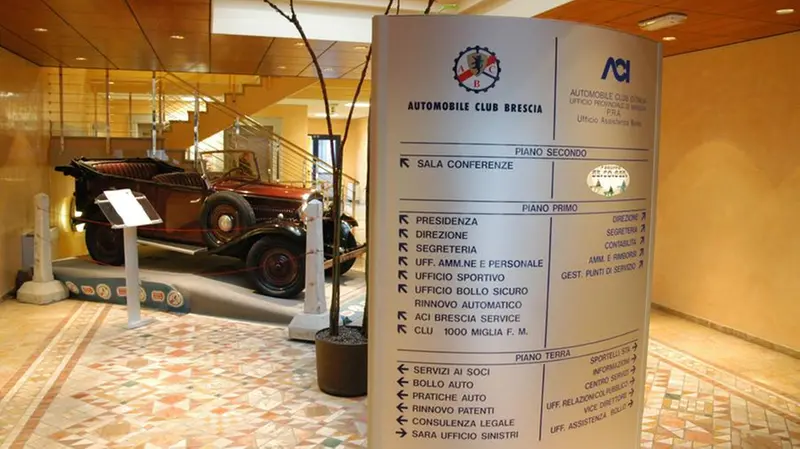 A C B
AUTOMOBILE CLUB BRESCIA
ACI
AUTOMOBILE CLUB D'ITALIA
UFFICIO PROVINCIALE DI BRESCIA
P.R.A.
Ufficio Assistenza Bollo
PIANO SECONDO
SALA CONFERENZE
PIANO PRIMO
PRESIDENZA
DIREZIONE
SEGRETERIA
UFF. AMM.NE E PERSONALE
UFFICIO SPORTIVO
UFFICIO BOLLO SICURO
RINNOVO AUTOMATICO
ACI BRESCIA SERVICE
CLU 1000 MIGLIA F. M.
DIREZIONE
SEGRETERIA
CONTABILITÀ
AMM. E RIMBORSI
GEST. PUNTI DI SERVIZIO
PIANO TERRA
SERVIZI AI SOCI
BOLLO AUTO
PRATICHE AUTO
RINNOVO PATENTI
CONSULENZA LEGALE
SARA UFFICIO SINISTRI
SPORTELLI STA
INFORMAZIONI
CENTRO SERVIZI
UFF. RELAZIONI COL PUBBLICO
VICE DIRETTORE
UFF. ASSISTENZA BOLLO